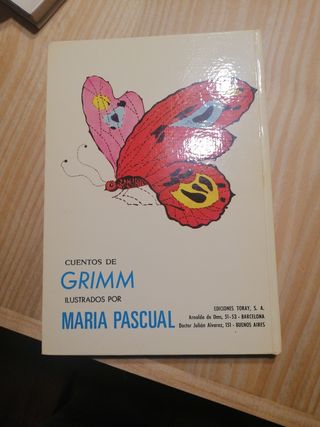 CUENTOS DE
GRIMM
ILUSTRADOS POR
MARIA PASCUAL
EDICIONES TORAY, S. A.
Arnaldo de Oms, 51-53 - BARCELONA
Doctor Julián Alvarez, 151 - BUENOS AIRES